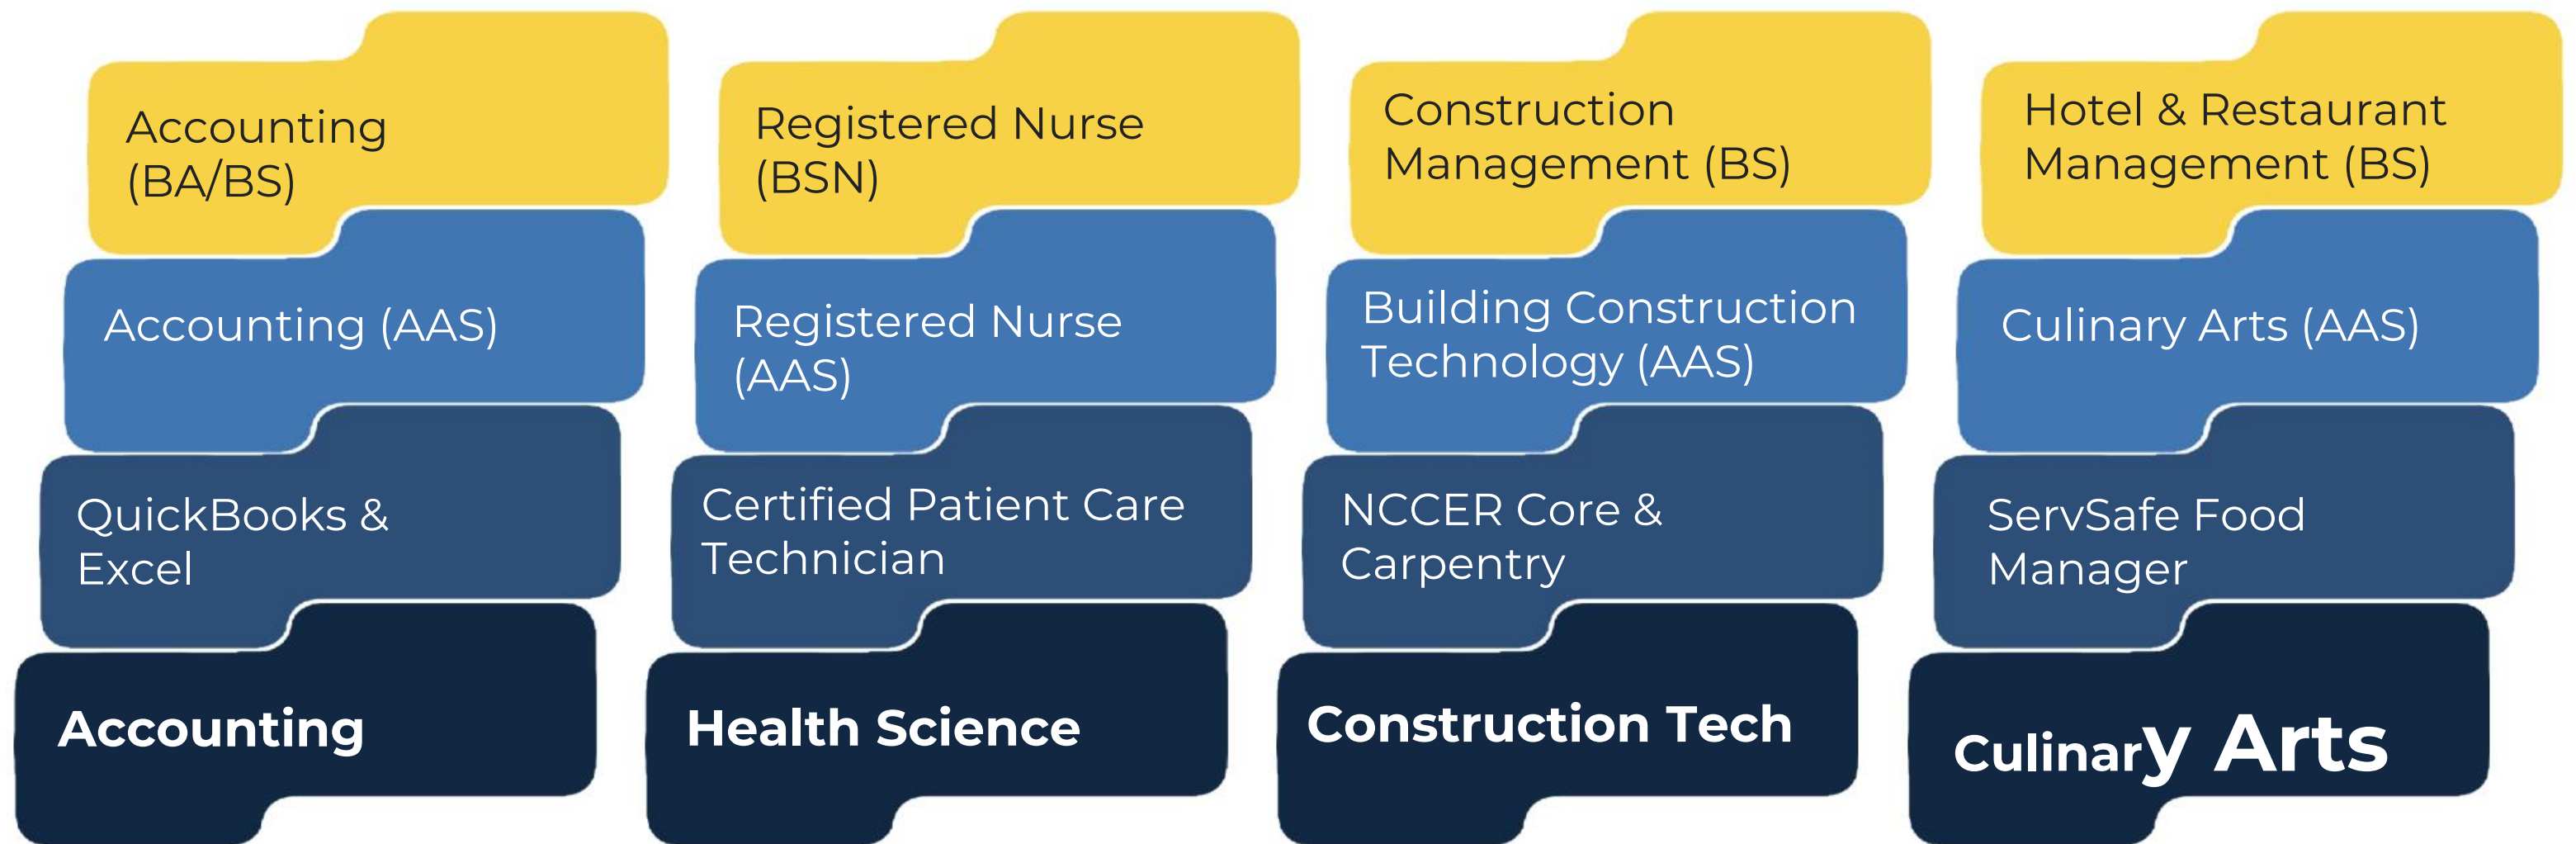 Accounting
(BA/BS)
Accounting (AAS)
QuickBooks &
Excel
Accounting
Registered Nurse
(BSN)
Registered Nurse
(AAS)
Certified Patient Care
Technician
Health Science
Construction
Management (BS)
Building Construction
Technology (AAS)
NCCER Core &
Carpentry
Construction Tech
Hotel & Restaurant
Management (BS)
Culinary Arts (AAS)
ServSafe Food
Manager
Culinary Arts